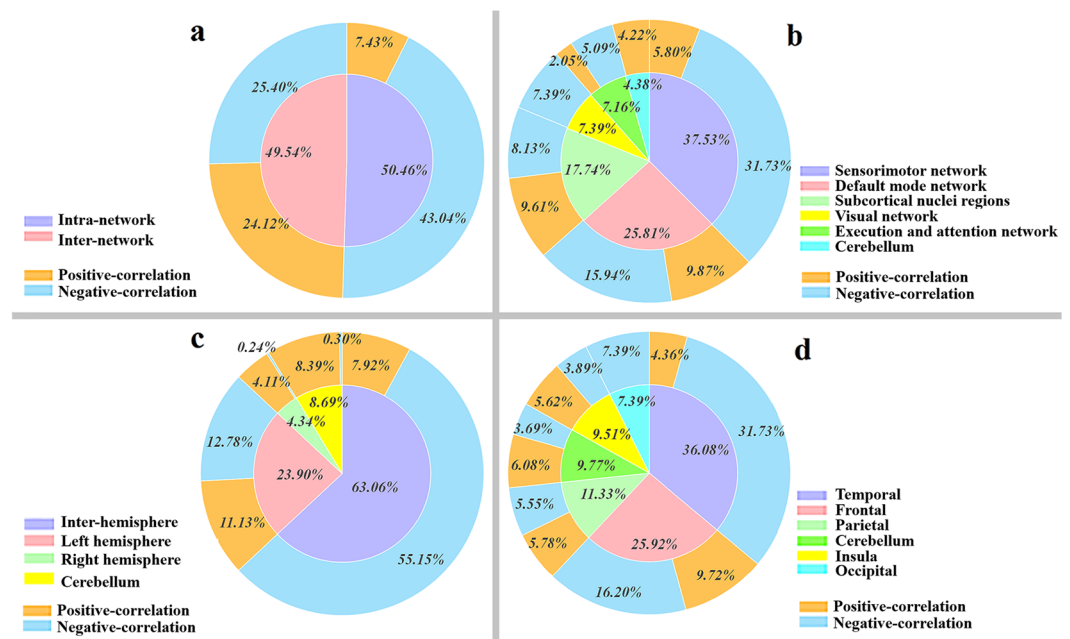 a
7.43%
25.40%
49.54%
50.46%
24.12%
43.04%
Intra-network
Inter-network
Positive-correlation
Negative-correlation
b
4.22%
5.80%
5.09%
2.05%
4.38%
7.39%
7.16%
7.39%
37.53%
8.13%
17.74%
31.73%
9.61%
25.81%
15.94%
9.87%
Sensorimotor network
Default mode network
Subcortical nuclei regions
Visual network
Execution and attention network
Cerebellum
Positive-correlation
Negative-correlation
c
0.30%
0.24%
8.39%
7.92%
4.11%
8.69%
4.34%
12.78%
23.90%
63.06%
11.13%
55.15%
Inter-hemisphere
Left hemisphere
Right hemisphere
Cerebellum
Positive-correlation
Negative-correlation
d
7.39%
4.36%
3.89%
5.62%
7.39%
9.51%
31.73%
3.69%
36.08%
6.08%
9.77%
11.33%
5.55%
5.78%
25.92%
9.72%
16.20%
Temporal
Frontal
Parietal
Cerebellum
Insula
Occipital
Positive-correlation
Negative-correlation